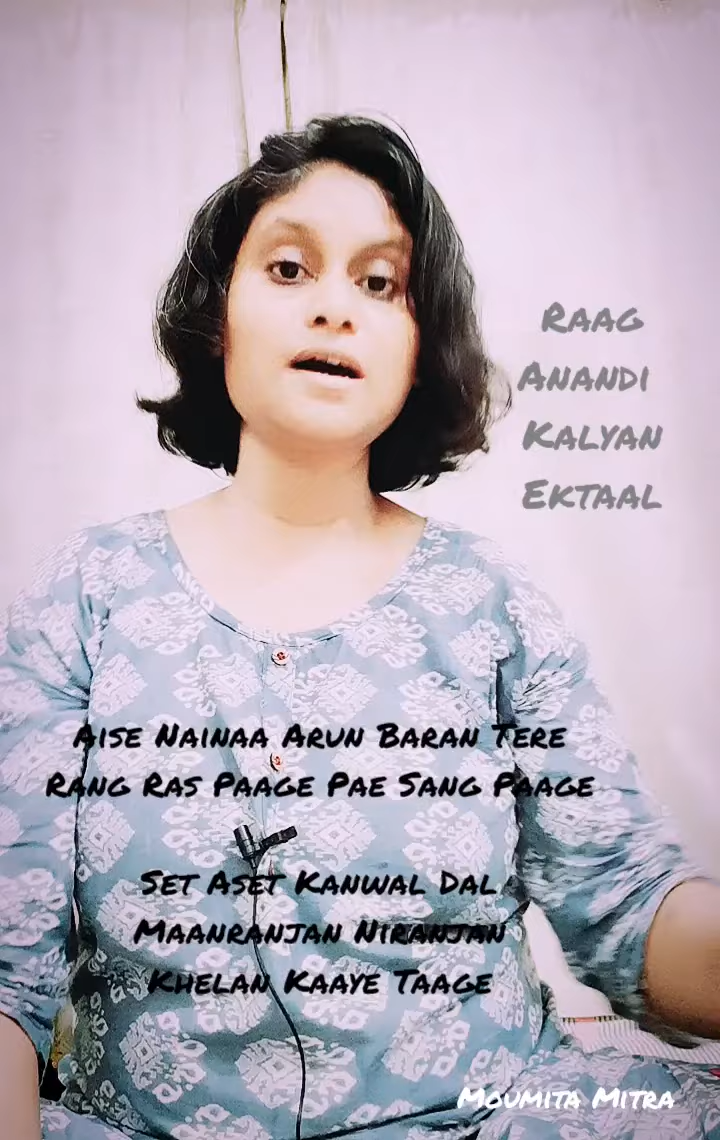 Raag
Anandi
Kalyan
Ektaal
Aise Nainaa Arun Baran Tere
Rang Ras Paage Pae Sang Paage
Set Aset Kanwal Dal
Maanranjan Niranjan
Khelan Kaaye Taage
Moumita Mitra